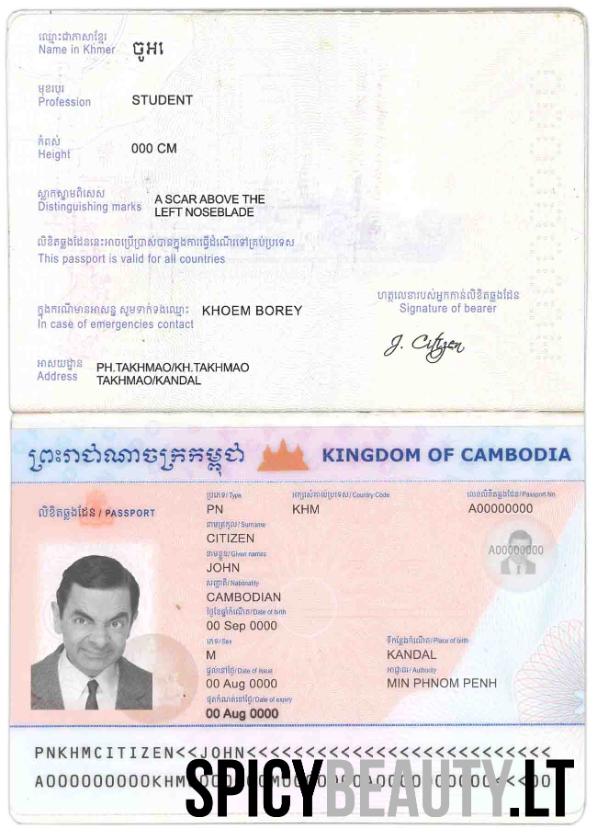 ឈ្មោះជាភាសាខ្មែរ
Name in Khmer
ចូអរ
មុខរបរ
Profession
STUDENT
កំពស់
Height
000 CM
ស្លាកស្នាមពិសេស
Distinguishing marks
A SCAR ABOVE THE
LEFT NOSEBLADE
លិខិតឆ្លងដែននេះអាចប្រើប្រាស់បានក្នុងការធ្វើដំណើរទៅគ្រប់ប្រទេស
This passport is valid for all countries
ក្នុងករណីមានអាសន្ន សូមទាក់ទងឈ្មោះ KHOEM BOREY
In case of emergencies contact
ហត្ថលេខារបស់អ្នកកាន់លិខិតឆ្លងដែន
Signature of bearer
J. Citizen
អាសយដ្ឋាន
Address
PH.TAKHMAO/KH.TAKHMAO
TAKHMAO/KANDAL
ព្រះរាជាណាចក្រកម្ពុជា KINGDOM OF CAMBODIA
លិខិតឆ្លងដែន / PASSPORT
ប្រភេទ/Type
PN
អក្សរសំគាល់ប្រទេស/Country Code
KHM
លេខលិខិតឆ្លងដែន/Passport No
A00000000
នាមត្រកូល/Surname
CITIZEN
នាមខ្លួន/Given names
JOHN
A00000000
សញ្ជាតិ/Nationality
CAMBODIAN
ថ្ងៃខែឆ្នាំកំណើត/Date of birth
00 Sep 0000
ភេទ/Sex
M
ទីកន្លែងកំណើត/Place of birth
KANDAL
ផ្តល់នៅថ្ងៃ/Date of issue
00 Aug 0000
អាជ្ញាធរ/Authority
MIN PHNOM PENH
ផុតកំណត់នៅថ្ងៃ/Date of expiry
00 Aug 0000
PNKHMCITIZEN<<JOHN<<<<<<<<<<<<<<<<<<<<<<<<<<
SPICYBEAUTY.LT